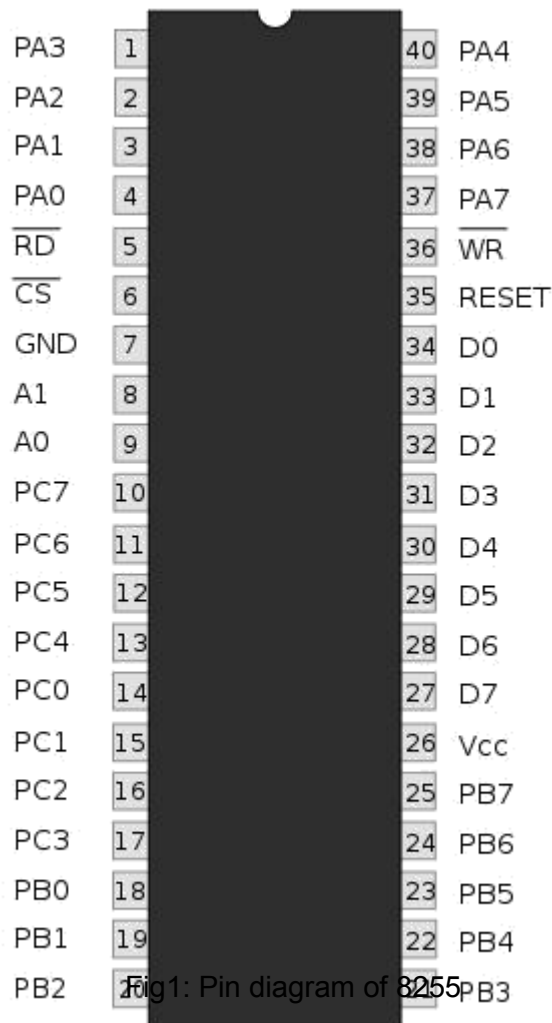 PA3 1 40 PA4
PA2 2 39 PA5
PA1 3 38 PA6
PA0 4 37 PA7
RD 5 36 WR
CS 6 35 RESET
GND 7 34 D0
A1 8 33 D1
A0 9 32 D2
PC7 10 31 D3
PC6 11 30 D4
PC5 12 29 D5
PC4 13 28 D6
PC0 14 27 D7
PC1 15 26 Vcc
PC2 16 25 PB7
PC3 17 24 PB6
PB0 18 23 PB5
PB1 19 22 PB4
PB2 20 21 PB3
Fig1: Pin diagram of 8255